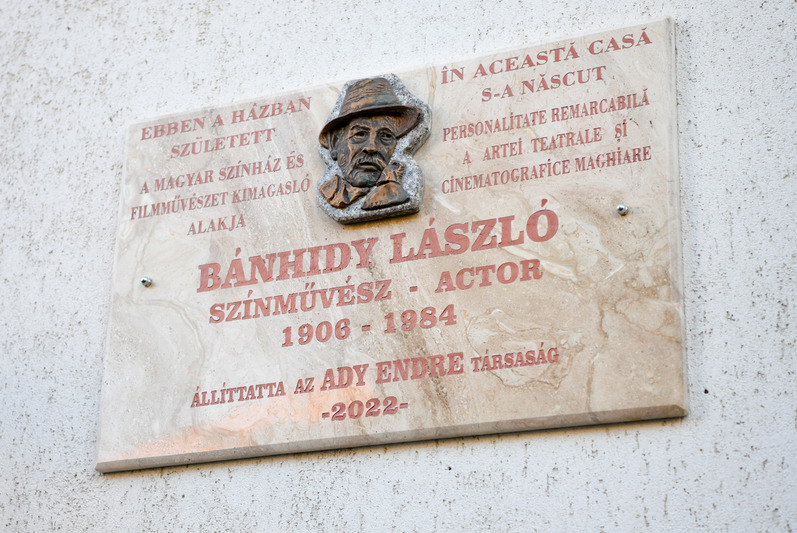 EBBEN A HÁZBAN
SZÜLETETT
A MAGYAR SZÍNHÁZ ÉS
FILMMŰVÉSZET KIMAGASLÓ
ALAKJA
ÎN ACEASTĂ CASĂ
S-A NĂSCUT
PERSONALITATE REMARCABILĂ
A ARTEI TEATRALE ȘI
CINEMATOGRAFICE MAGHIARE
BÁNHIDY LÁSZLÓ
SZÍNMŰVÉSZ - ACTOR
1906 - 1984
ÁLLÍTTATTA AZ ADY ENDRE TÁRSASÁG
-2022-